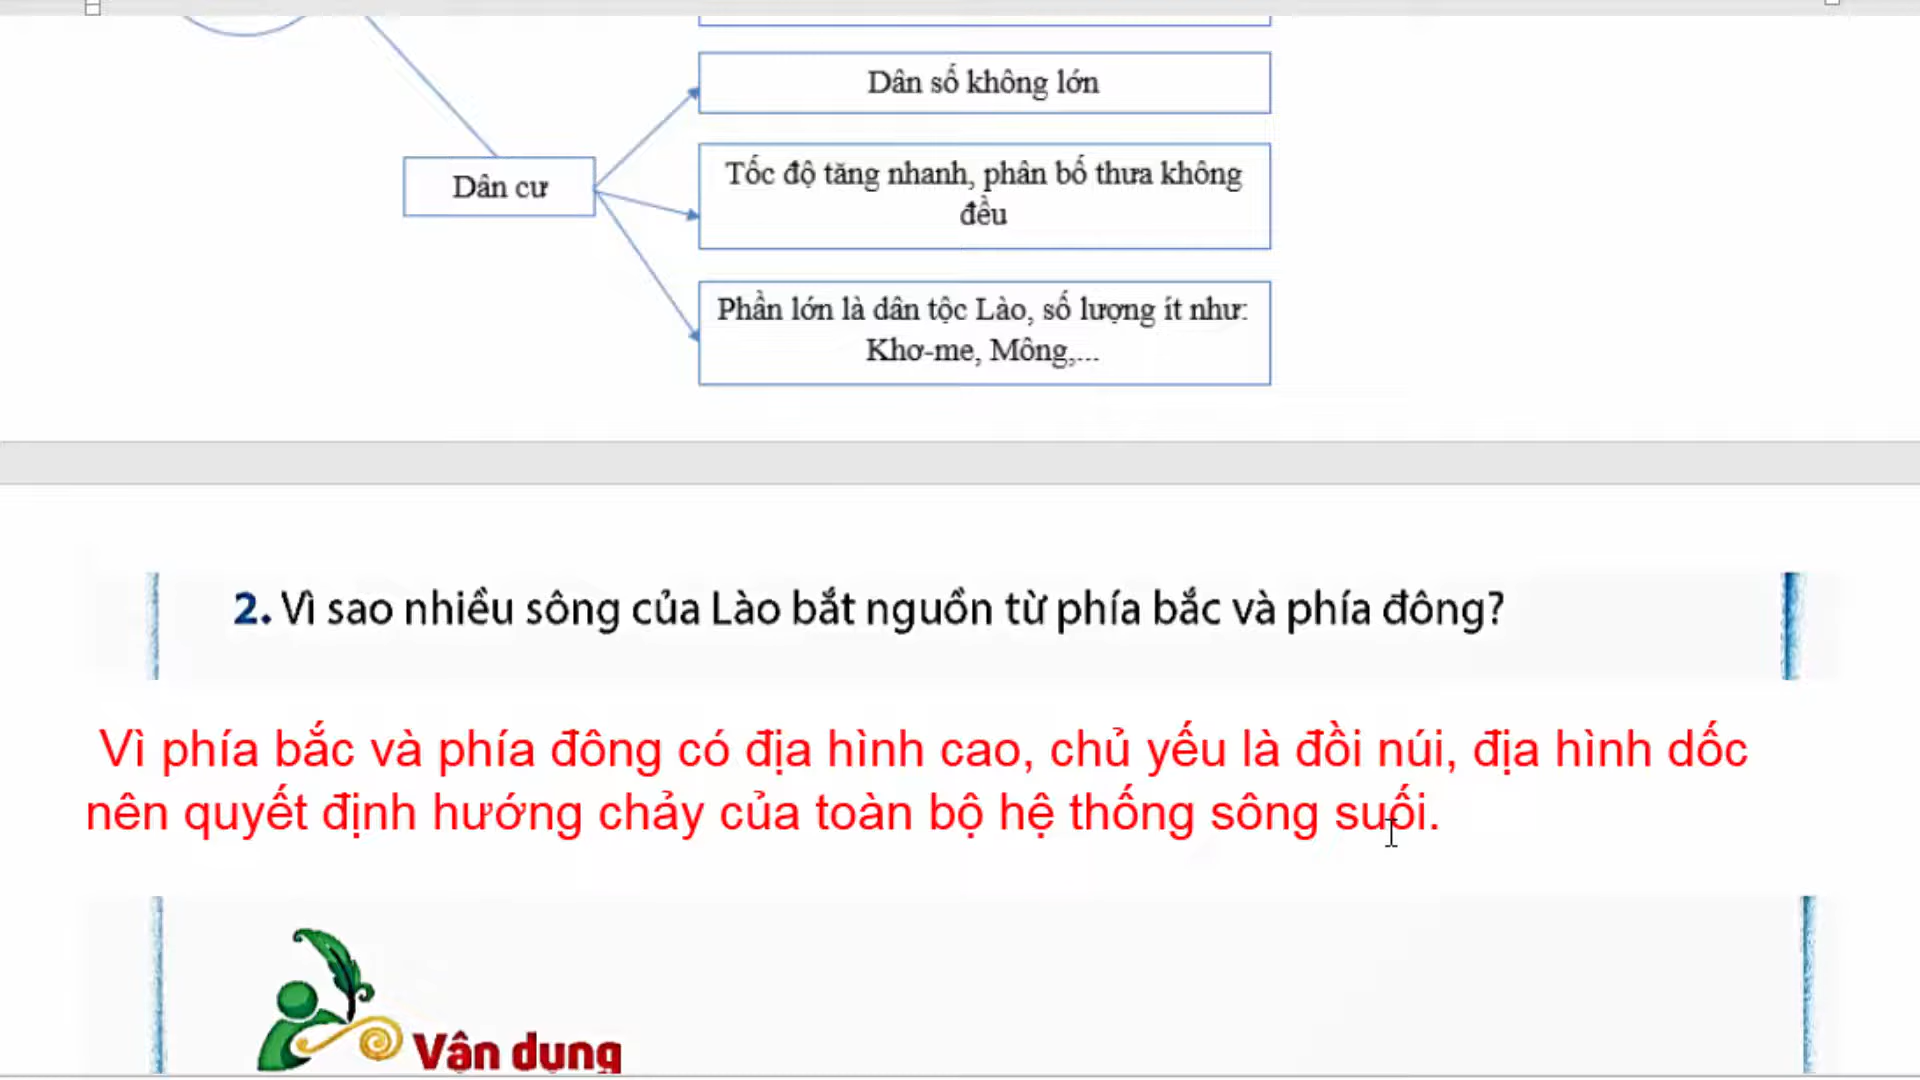 Dân số không lớn
Dân cư
Tốc độ tăng nhanh, phân bố thưa không
đều
Phần lớn là dân tộc Lào, số lượng ít như:
Khơ-me, Mông,...
2. Vì sao nhiều sông của Lào bắt nguồn từ phía bắc và phía đông?
Vì phía bắc và phía đông có địa hình cao, chủ yếu là đồi núi, địa hình dốc
nên quyết định hướng chảy của toàn bộ hệ thống sông suối.
Vận dụng